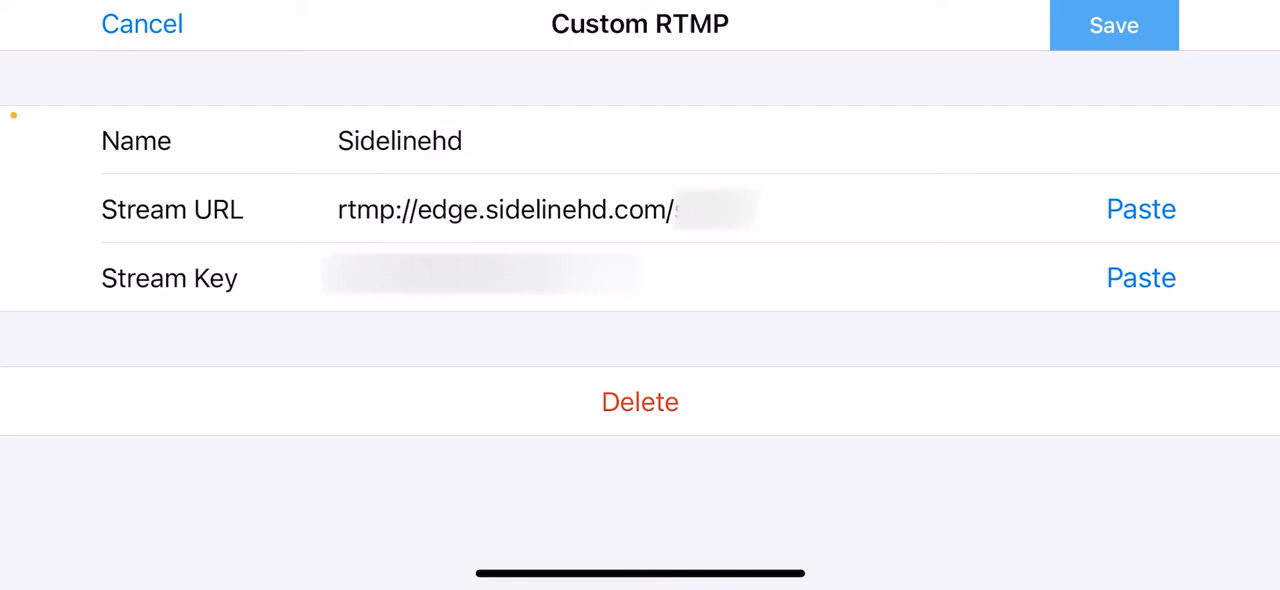 Cancel Custom RTMP Save
Name Sidelinehd
Stream URL rtmp://edge.sidelinehd.com/ Paste
Stream Key Paste
Delete